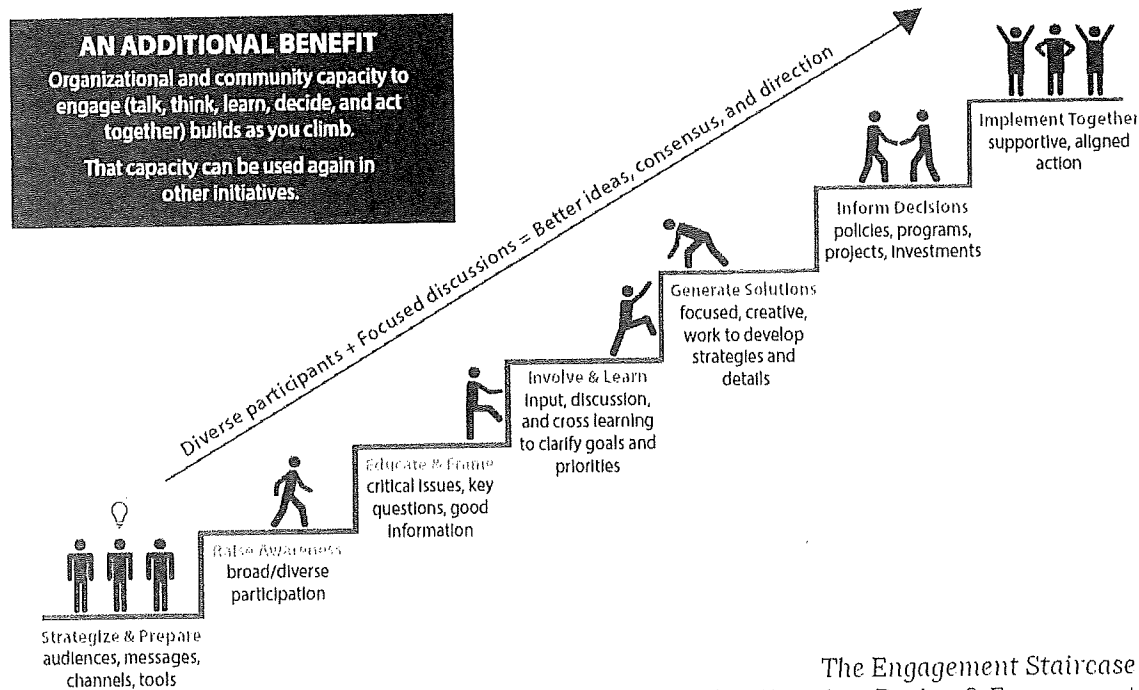 AN ADDITIONAL BENEFIT
Organizational and community capacity to
engage (talk, think, learn, decide, and act
together) builds as you climb.
That capacity can be used again in
other initiatives.
Diverse participants + Focused discussions = Better ideas, consensus, and direction
Strategize & Prepare
audiences, messages,
channels, tools
Raise Awareness
broad/diverse
participation
Educate & Frame
critical issues, key
questions, good
information
Involve & Learn
input, discussion,
and cross learning
to clarify goals and
priorities
Generate Solutions
focused, creative,
work to develop
strategies and
details
Inform Decisions
policies, programs,
projects, investments
Implement Together
supportive, aligned
action
The Engagement Staircase